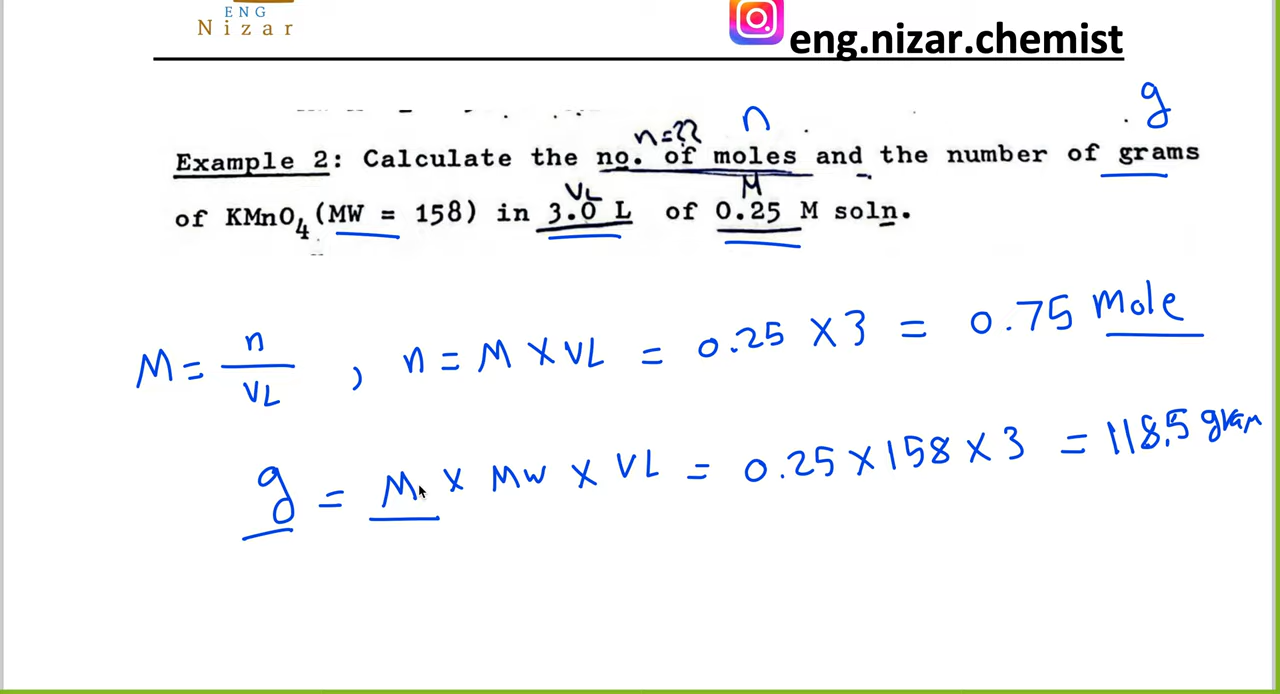 ENG
Nizar
eng.nizar.chemist
g
n=?? n
Example 2: Calculate the no. of moles and the number of grams
VL M
of KMnO4 (MW = 158) in 3.0 L of 0.25 M soln.
M = n / VL , n = M X VL = 0.25 X 3 = 0.75 Mole
g = M X MW X VL = 0.25 X 158 X 3 = 118.5 gram